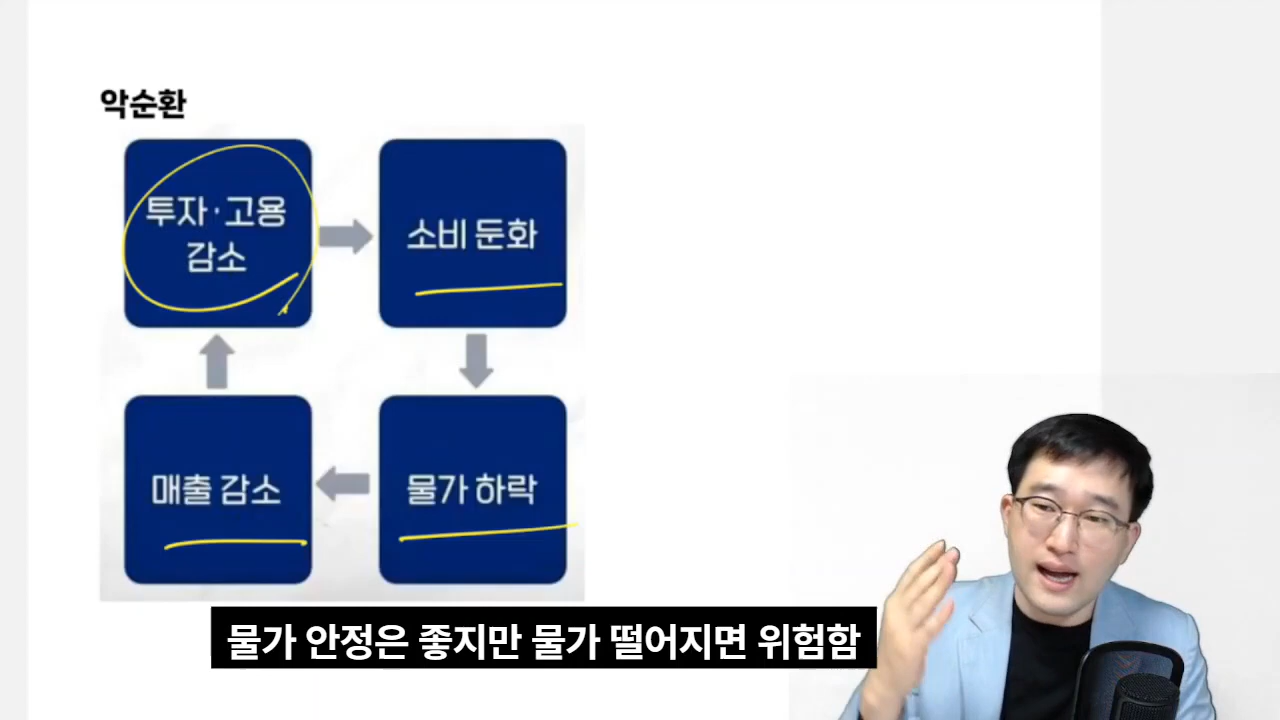 악순환
투자·고용
감소
소비 둔화
매출 감소
물가 하락
물가 안정은 좋지만 물가 떨어지면 위험함